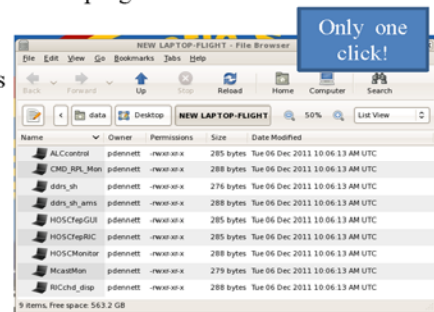 Only one
click!
NEW LAPTOP-FLIGHT - File Browser
File Edit View Go Bookmarks Tabs Help
Back Forward Up Stop Reload Home Computer Search
data Desktop NEW LAPTOP-FLIGHT 50% List View
Name Owner Permissions Size Date Modified
ALCcontrol pdennett -rwxr-xr-x 285 bytes Tue 06 Dec 2011 10:06:13 AM UTC
CMD_RPL_Mon pdennett -rwxr-xr-x 288 bytes Tue 06 Dec 2011 10:06:13 AM UTC
ddrs_sh pdennett -rwxr-xr-x 276 bytes Tue 06 Dec 2011 10:06:13 AM UTC
ddrs_sh_ams pdennett -rwxr-xr-x 288 bytes Tue 06 Dec 2011 10:06:13 AM UTC
HOSCfepGUI pdennett -rwxr-xr-x 285 bytes Tue 06 Dec 2011 10:06:13 AM UTC
HOSCfepRIC pdennett -rwxr-xr-x 285 bytes Tue 06 Dec 2011 10:06:13 AM UTC
HOSCMonitor pdennett -rwxr-xr-x 288 bytes Tue 06 Dec 2011 10:06:13 AM UTC
McastMon pdennett -rwxr-xr-x 279 bytes Tue 06 Dec 2011 10:06:13 AM UTC
RICchd_disp pdennett -rwxr-xr-x 288 bytes Tue 06 Dec 2011 10:06:13 AM UTC
9 items, Free space: 563.2 GB